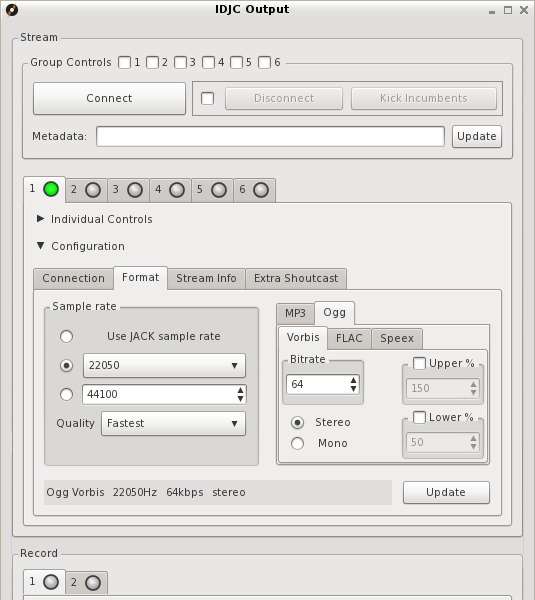 IDJC Output
Stream
Group Controls 1 2 3 4 5 6
Connect Disconnect Kick Incumbents
Metadata: Update
1 2 3 4 5 6
Individual Controls
Configuration
Connection Format Stream Info Extra Shoutcast
Sample rate
Use JACK sample rate
22050
44100
Quality Fastest
MP3 Ogg
Vorbis FLAC Speex
Bitrate
64
Stereo
Mono
Upper %
150
Lower %
50
Ogg Vorbis 22050Hz 64kbps stereo Update
Record
1 2